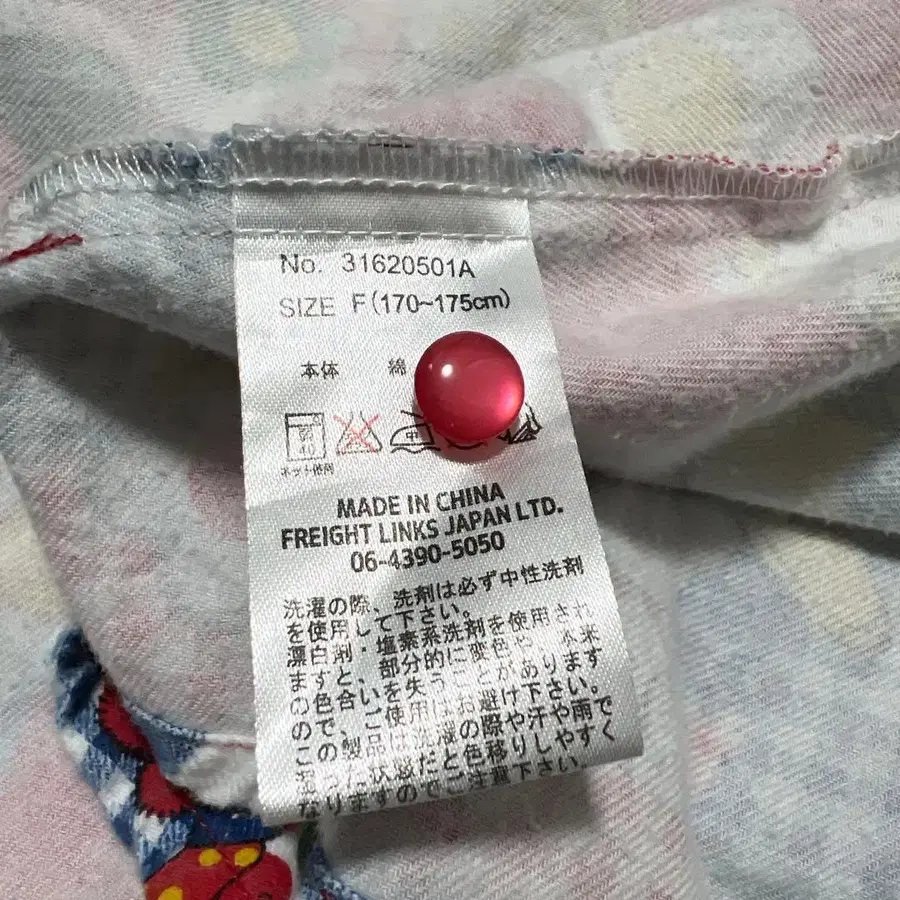 No. 31620501A
SIZE F(170~175cm)
本体 綿
40
中
ネット使用
MADE IN CHINA
FREIGHT LINKS JAPAN LTD.
06-4390-5050
洗濯の際、洗剤は必ず中性洗剤
を使用して下さい。
漂白剤・塩素系洗剤を使用され
ますと、部分的に変色や、本来
の色合いを失うことがあります
ので、ご使用はお避け下さい。
この製品は洗濯の際や汗や雨で
湿った状態だと色移りしやすく
なりますのでご注意下さい。